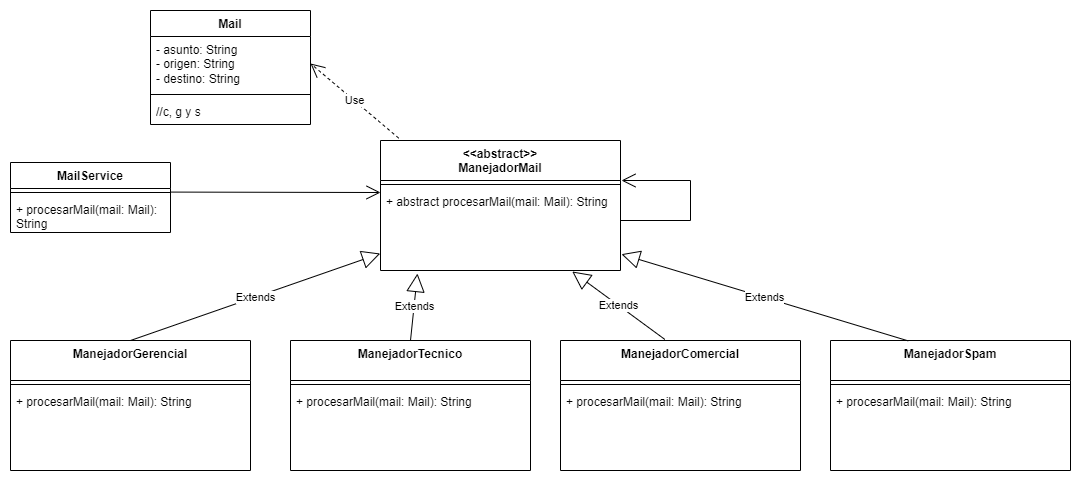 Mail
- asunto: String
- origen: String
- destino: String
//c, g y s
Use
<<abstract>>
ManejadorMail
+ abstract procesarMail(mail: Mail): String
MailService
+ procesarMail(mail: Mail):
String
Extends
Extends
Extends
Extends
ManejadorGerencial
+ procesarMail(mail: Mail): String
ManejadorTecnico
+ procesarMail(mail: Mail): String
ManejadorComercial
+ procesarMail(mail: Mail): String
ManejadorSpam
+ procesarMail(mail: Mail): String